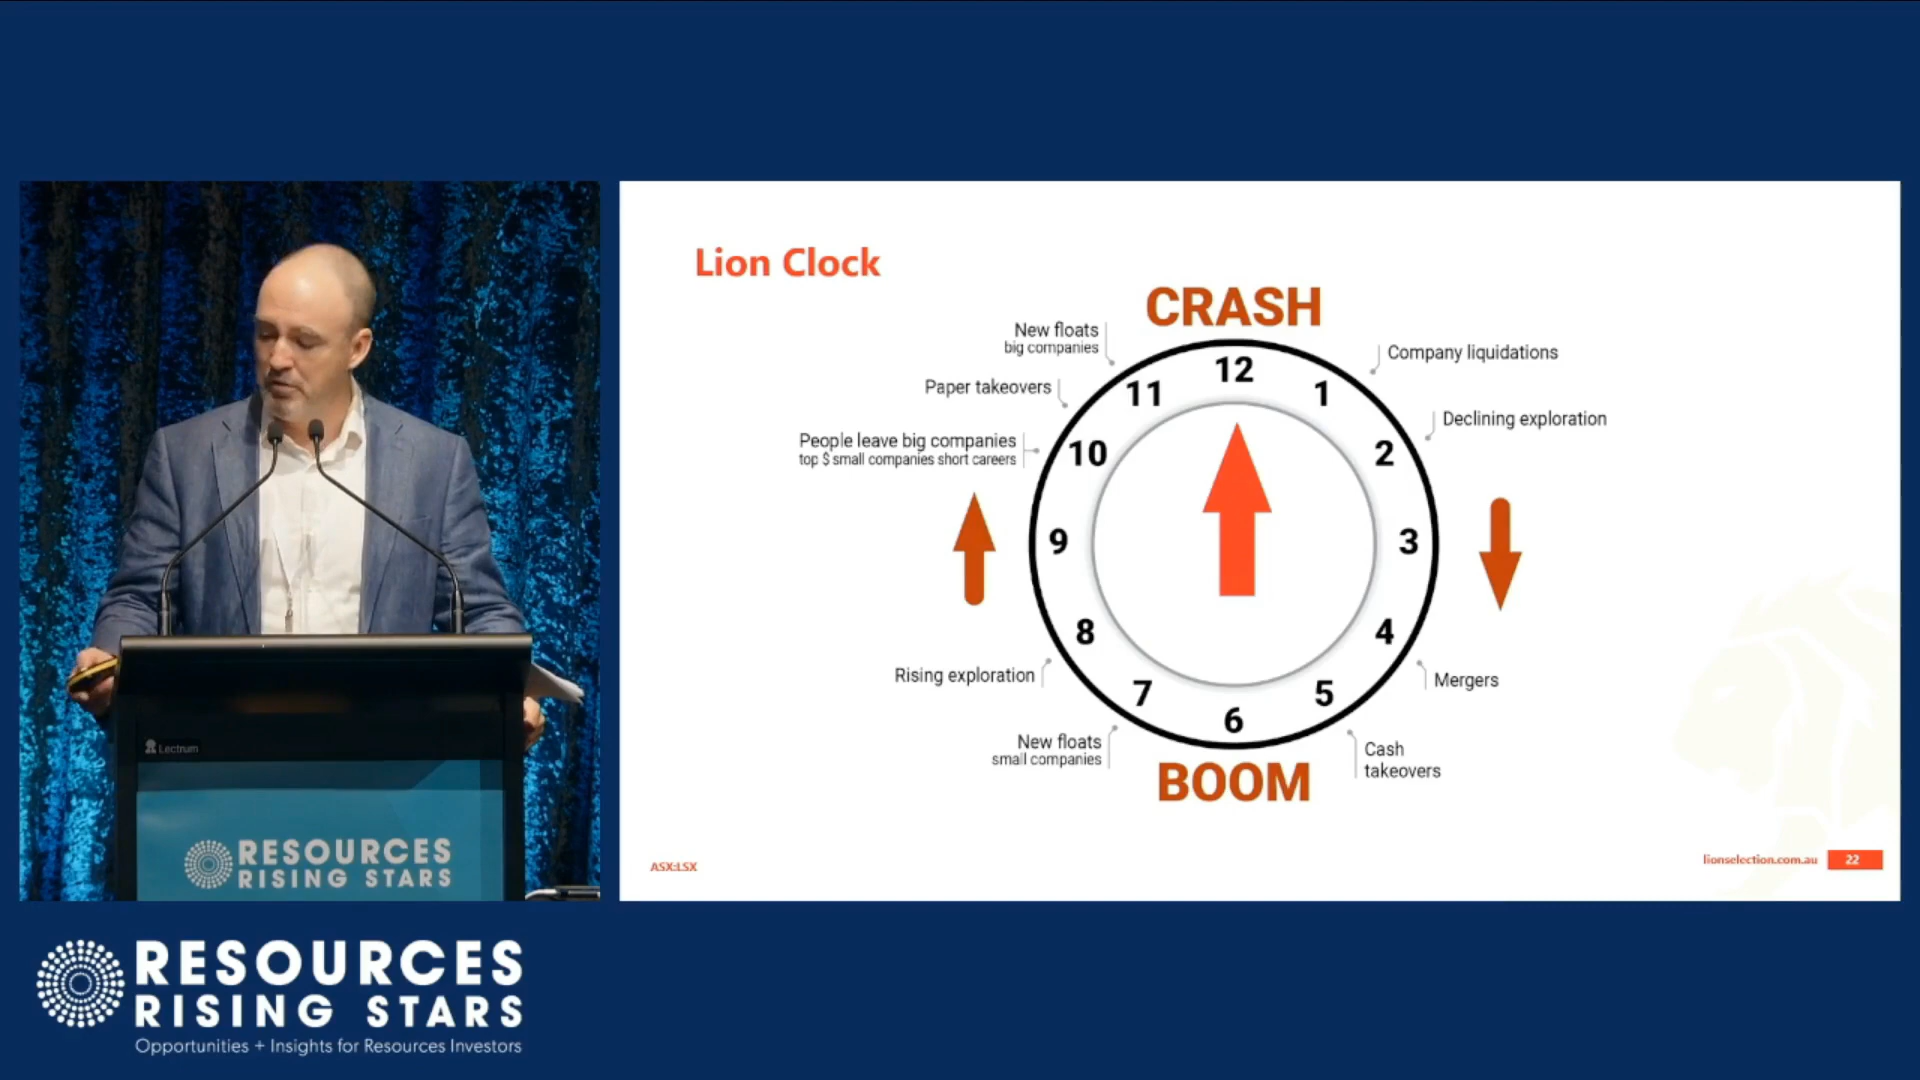 Lion Clock
CRASH
New floats
big companies
Paper takeovers
People leave big companies
top $ small companies short careers
Rising exploration
New floats
small companies
Company liquidations
Declining exploration
Mergers
Cash
takeovers
12
1
2
3
4
5
6
7
8
9
10
11
BOOM
ASX:LSX
lionselection.com.au
22
Lectrum
RESOURCES
RISING STARS
RESOURCES
RISING STARS
Opportunities + Insights for Resources Investors